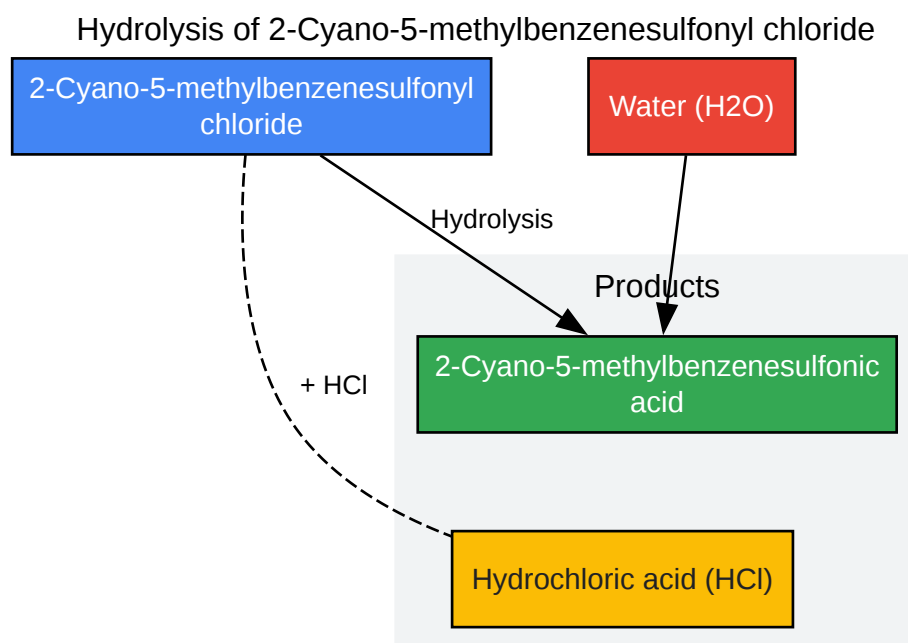 Hydrolysis of 2-Cyano-5-methylbenzenesulfonyl chloride
2-Cyano-5-methylbenzenesulfonyl
chloride
Water (H2O)
Hydrolysis
Products
2-Cyano-5-methylbenzenesulfonic
acid
+ HCl
Hydrochloric acid (HCl)